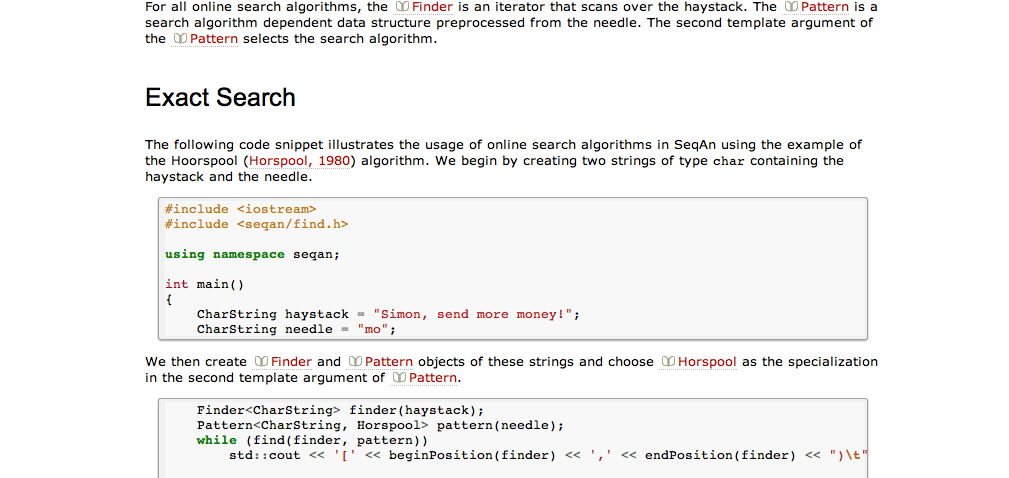 For all online search algorithms, the Finder is an iterator that scans over the haystack. The Pattern is a
search algorithm dependent data structure preprocessed from the needle. The second template argument of
the Pattern selects the search algorithm.
Exact Search
The following code snippet illustrates the usage of online search algorithms in SeqAn using the example of
the Hoorspool (Horspool, 1980) algorithm. We begin by creating two strings of type char containing the
haystack and the needle.
#include <iostream>
#include <seqan/find.h>
using namespace seqan;
int main()
{
    CharString haystack = "Simon, send more money!";
    CharString needle = "mo";
We then create Finder and Pattern objects of these strings and choose Horspool as the specialization
in the second template argument of Pattern.
    Finder<CharString> finder(haystack);
    Pattern<CharString, Horspool> pattern(needle);
    while (find(finder, pattern))
        std::cout << '[' << beginPosition(finder) << ',' << endPosition(finder) << ")\t"